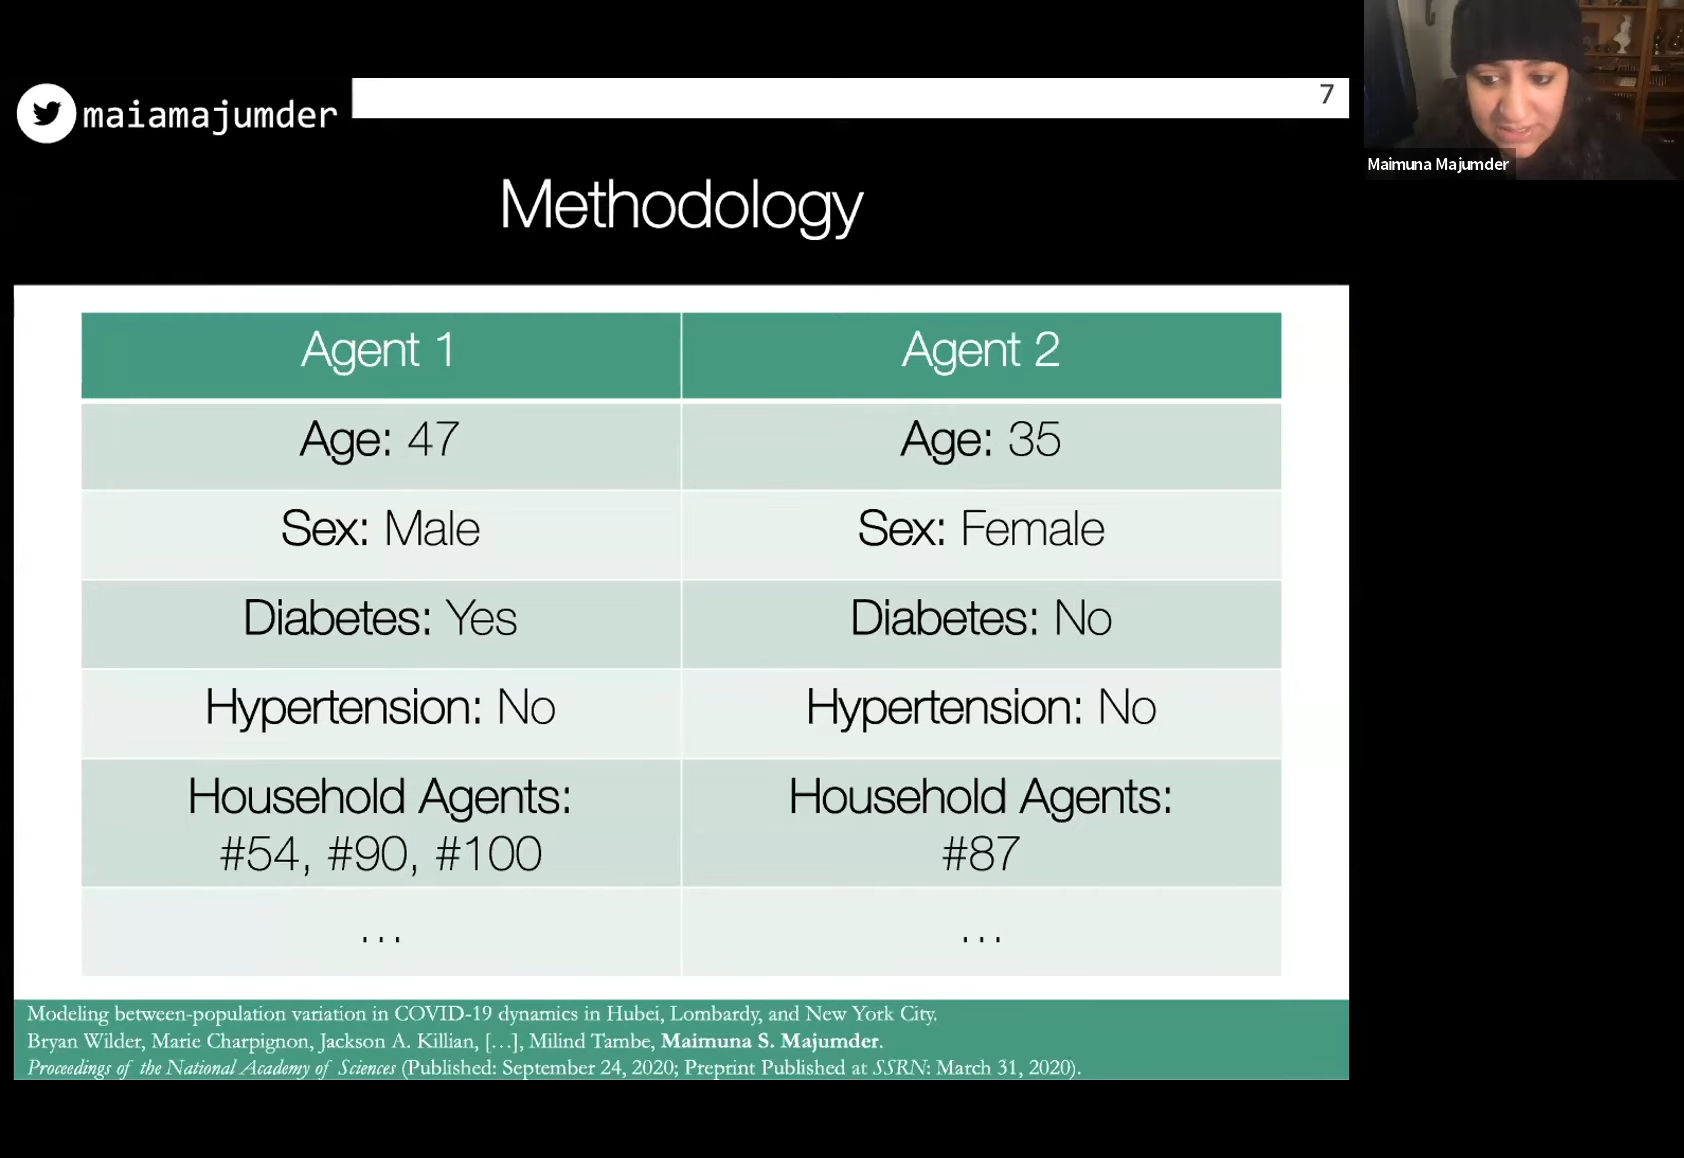 maiamajumder
7
Maimuna Majumder
Methodology
Agent 1
Agent 2
Age: 47
Age: 35
Sex: Male
Sex: Female
Diabetes: Yes
Diabetes: No
Hypertension: No
Hypertension: No
Household Agents:
#54, #90, #100
Household Agents:
#87
...
...
Modeling between-population variation in COVID-19 dynamics in Hubei, Lombardy, and New York City.
Bryan Wilder, Marie Charpignon, Jackson A. Killian, [...], Milind Tambe, Maimuna S. Majumder.
Proceedings of the National Academy of Sciences (Published: September 24, 2020; Preprint Published at SSRN: March 31, 2020).